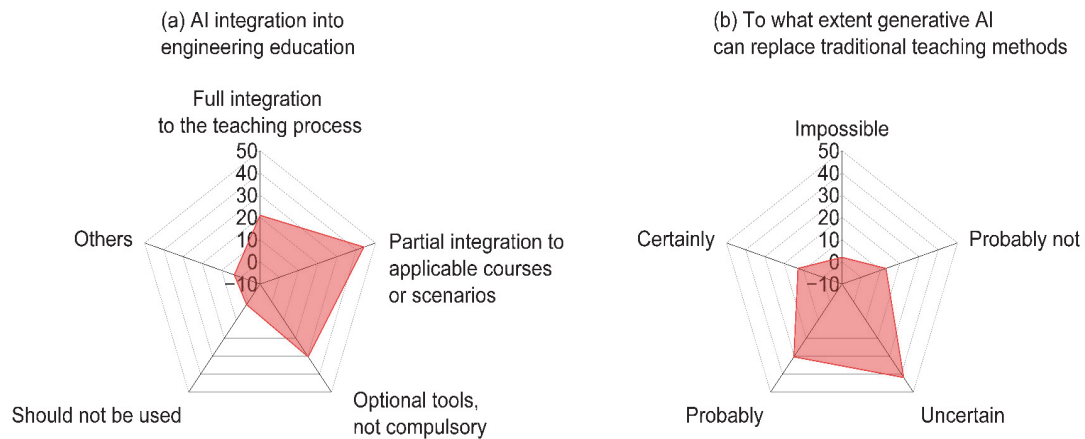 (a) AI integration into
engineering education
Full integration
to the teaching process
50
40
30
20
10
0
−10
Others
Partial integration to
applicable courses
or scenarios
Should not be used
Optional tools,
not compulsory
(b) To what extent generative AI
can replace traditional teaching methods
Impossible
50
40
30
20
10
0
−10
Certainly
Probably not
Probably
Uncertain